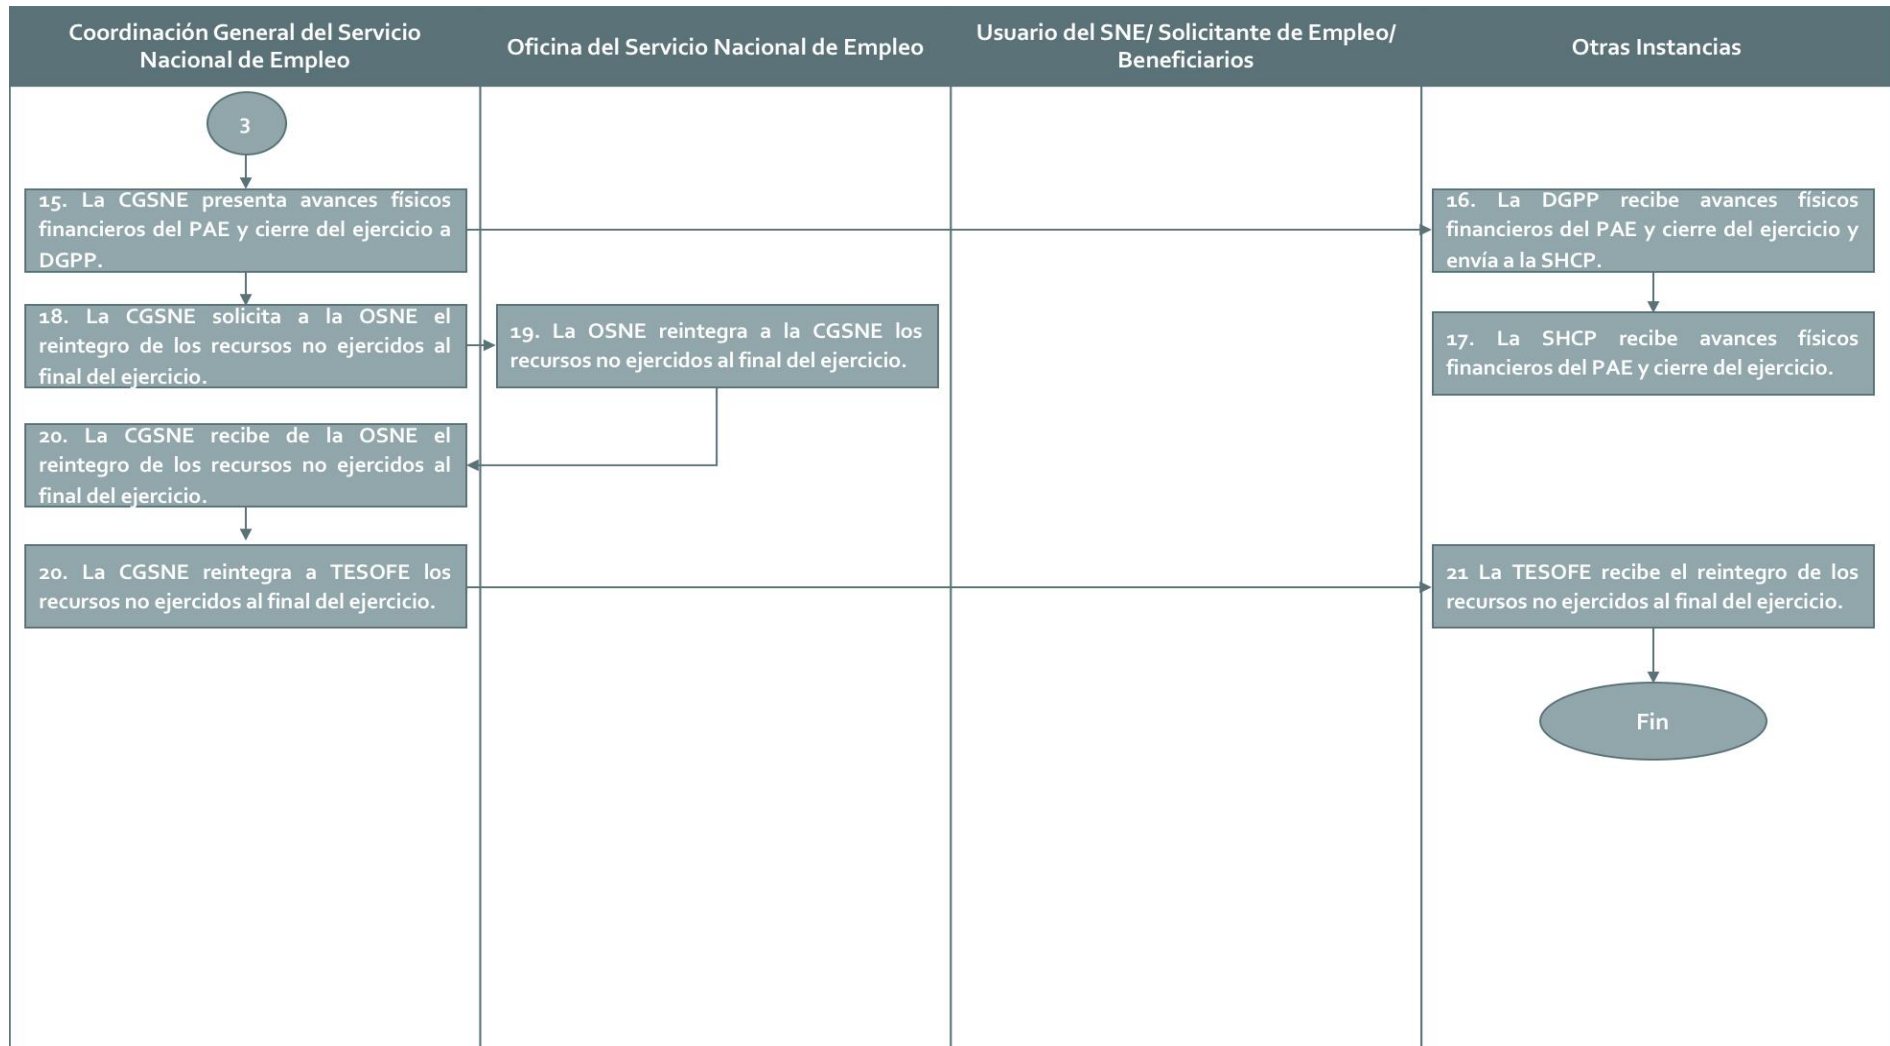 Coordinación General del Servicio
Nacional de Empleo
Oficina del Servicio Nacional de Empleo
Usuario del SNE/ Solicitante de Empleo/
Beneficiarios
Otras Instancias
3
15. La CGSNE presenta avances físicos
financieros del PAE y cierre del ejercicio a
DGPP.
16. La DGPP recibe avances físicos
financieros del PAE y cierre del ejercicio y
envía a la SHCP.
18. La CGSNE solicita a la OSNE el
reintegro de los recursos no ejercidos al
final del ejercicio.
19. La OSNE reintegra a la CGSNE los
recursos no ejercidos al final del ejercicio.
17. La SHCP recibe avances físicos
financieros del PAE y cierre del ejercicio.
20. La CGSNE recibe de la OSNE el
reintegro de los recursos no ejercidos al
final del ejercicio.
20. La CGSNE reintegra a TESOFE los
recursos no ejercidos al final del ejercicio.
21 La TESOFE recibe el reintegro de los
recursos no ejercidos al final del ejercicio.
Fin